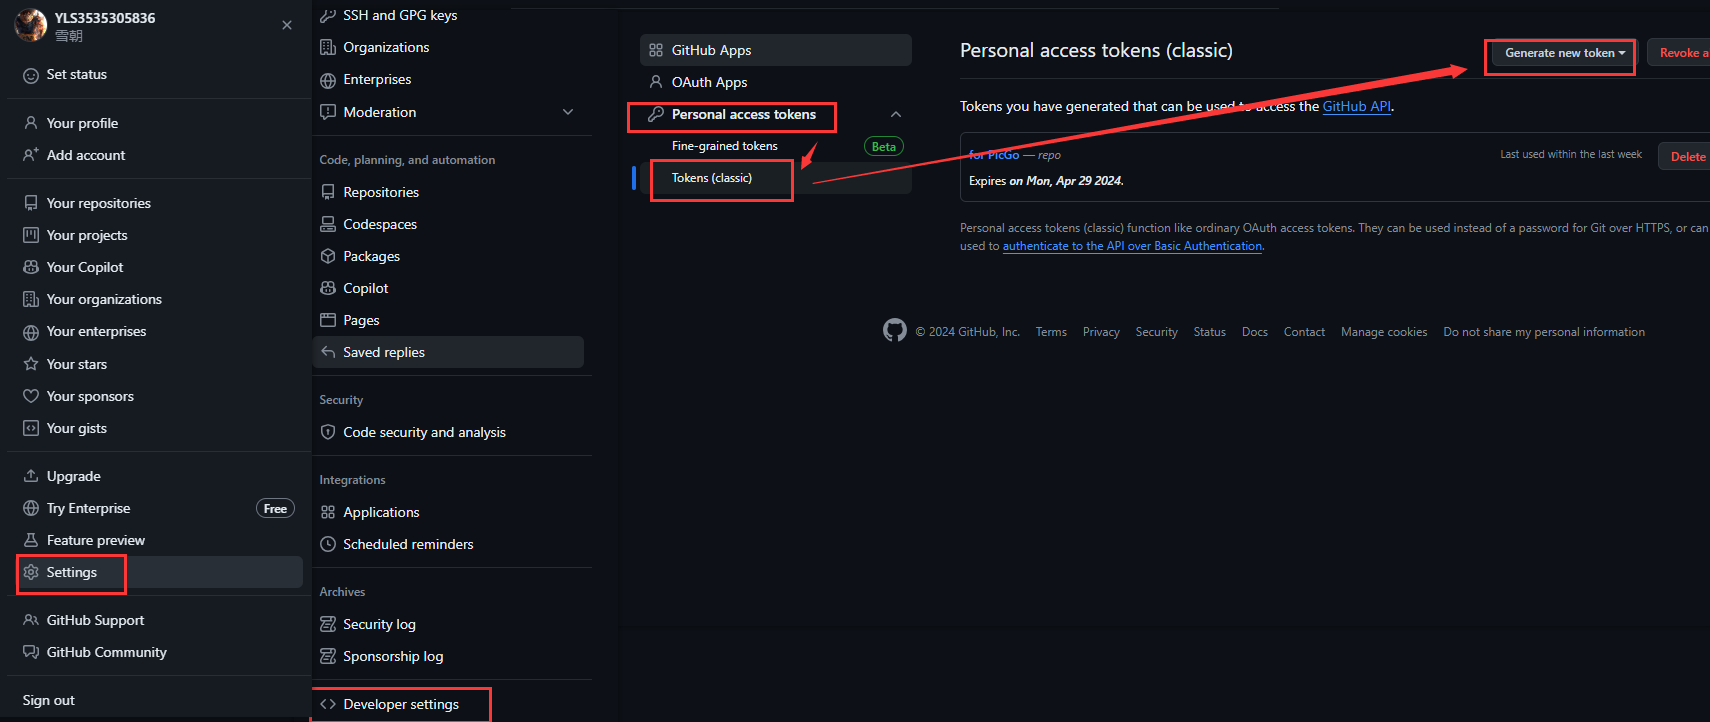 YLS3535305836
雪朝
Set status
Your profile
Add account
Your repositories
Your projects
Your Copilot
Your organizations
Your enterprises
Your stars
Your sponsors
Your gists
Upgrade
Try Enterprise Free
Feature preview
Settings
GitHub Support
GitHub Community
Sign out
SSH and GPG keys
Organizations
Enterprises
Moderation
Code, planning, and automation
Repositories
Codespaces
Packages
Copilot
Pages
Saved replies
Security
Code security and analysis
Integrations
Applications
Scheduled reminders
Archives
Security log
Sponsorship log
Developer settings
GitHub Apps
OAuth Apps
Personal access tokens
Fine-grained tokens Beta
Tokens (classic)
Personal access tokens (classic) Generate new token Revoke a
Tokens you have generated that can be used to access the GitHub API.
for PicGo — repo Last used within the last week Delete
Expires on Mon, Apr 29 2024.
Personal access tokens (classic) function like ordinary OAuth access tokens. They can be used instead of a password for Git over HTTPS, or can
used to authenticate to the API over Basic Authentication.
© 2024 GitHub, Inc. Terms Privacy Security Status Docs Contact Manage cookies Do not share my personal information